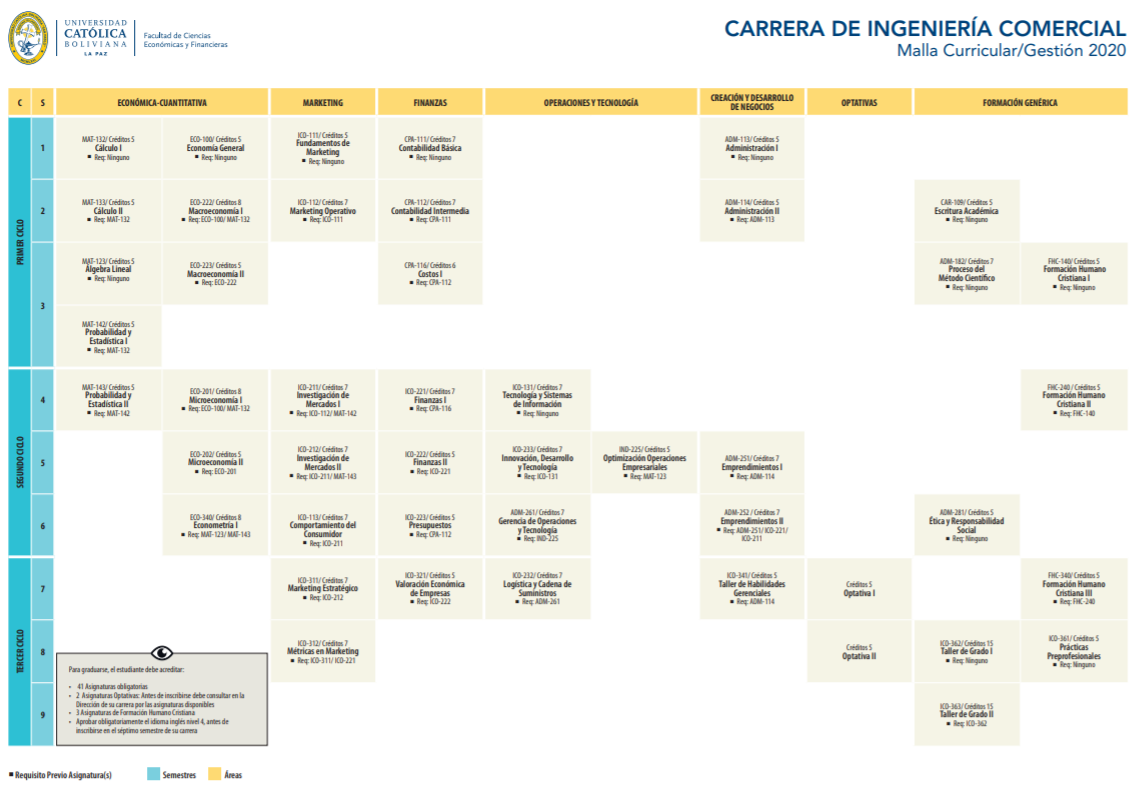 UNIVERSIDAD
CATÓLICA
BOLIVIANA
LA PAZ
Facultad de Ciencias
Económicas y Financieras
CARRERA DE INGENIERÍA COMERCIAL
Malla Curricular/Gestión 2020
C S ECONÓMICA-CUANTITATIVA MARKETING FINANZAS OPERACIONES Y TECNOLOGÍA CREACIÓN Y DESARROLLO DE NEGOCIOS OPTATIVAS FORMACIÓN GENÉRICA
PRIMER CICLO
1
MAT-132/ Créditos 5
Cálculo I
▪ Req: Ninguno
ECO-100/ Créditos 5
Economía General
▪ Req: Ninguno
ICO-111/ Créditos 5
Fundamentos de
Marketing
▪ Req: Ninguno
CPA-111/ Créditos 7
Contabilidad Básica
▪ Req: Ninguno
ADM-113/ Créditos 5
Administración I
▪ Req: Ninguno
2
MAT-133/ Créditos 5
Cálculo II
▪ Req: MAT-132
ECO-222/ Créditos 8
Macroeconomía I
▪ Req: ECO-100/ MAT-132
ICO-112/ Créditos 7
Marketing Operativo
▪ Req: ICO-111
CPA-112/ Créditos 7
Contabilidad Intermedia
▪ Req: CPA-111
ADM-114/ Créditos 5
Administración II
▪ Req: ADM-113
CAR-109/ Créditos 5
Escritura Académica
▪ Req: Ninguno
3
MAT-123/ Créditos 5
Álgebra Lineal
▪ Req: Ninguno
ECO-223/ Créditos 5
Macroeconomía II
▪ Req: ECO-222
CPA-116/ Créditos 6
Costos I
▪ Req: CPA-112
ADM-182/ Créditos 7
Proceso del
Método Científico
▪ Req: Ninguno
FHC-140/ Créditos 5
Formación Humano
Cristiana I
▪ Req: Ninguno
MAT-142/ Créditos 5
Probabilidad y
Estadística I
▪ Req: MAT-132
SEGUNDO CICLO
4
MAT-143/ Créditos 5
Probabilidad y
Estadística II
▪ Req: MAT-142
ECO-201/ Créditos 8
Microeconomía I
▪ Req: ECO-100/ MAT-132
ICO-211/ Créditos 7
Investigación de
Mercados I
▪ Req: ICO-112/ MAT-142
ICO-221/ Créditos 7
Finanzas I
▪ Req: CPA-116
ICO-131/ Créditos 7
Tecnología y Sistemas
de Información
▪ Req: Ninguno
FHC-240 / Créditos 5
Formación Humano
Cristiana II
▪ Req: FHC-140
5
ECO-202/ Créditos 5
Microeconomía II
▪ Req: ECO-201
ICO-212/ Créditos 7
Investigación de
Mercados II
▪ Req: ICO-211/ MAT-143
ICO-222/ Créditos 5
Finanzas II
▪ Req: ICO-221
ICO-233/ Créditos 7
Innovación, Desarrollo
y Tecnología
▪ Req: ICO-131
IND-225/ Créditos 5
Optimización Operaciones
Empresariales
▪ Req: MAT-123
ADM-251/ Créditos 7
Emprendimientos I
▪ Req: ADM-114
6
ECO-340/ Créditos 8
Econometría I
▪ Req: MAT-123/ MAT-143
ICO-113/ Créditos 7
Comportamiento del
Consumidor
▪ Req: ICO-211
ICO-223/ Créditos 5
Presupuestos
▪ Req: CPA-112
ADM-261/ Créditos 7
Gerencia de Operaciones
y Tecnología
▪ Req: IND-225
ADM-252 / Créditos 7
Emprendimientos II
▪ Req: ADM-251/ ICO-221/
ICO-211
ADM-281/ Créditos 5
Ética y Responsabilidad
Social
▪ Req: Ninguno
TERCER CICLO
7
ICO-311/ Créditos 7
Marketing Estratégico
▪ Req: ICO-212
ICO-321/ Créditos 5
Valoración Económica
de Empresas
▪ Req: ICO-222
ICO-232/ Créditos 7
Logística y Cadena de
Suministros
▪ Req: ADM-261
ICO-341/ Créditos 5
Taller de Habilidades
Gerenciales
▪ Req: ADM-114
Créditos 5
Optativa I
FHC-340/ Créditos 5
Formación Humano
Cristiana III
▪ Req: FHC-240
8
ICO-312/ Créditos 7
Métricas en Marketing
▪ Req: ICO-311/ ICO-221
Créditos 5
Optativa II
ICO-362/ Créditos 15
Taller de Grado I
▪ Req: Ninguno
ICO-361/ Créditos 5
Prácticas
Preprofesionales
▪ Req: Ninguno
9
ICO-363/ Créditos 15
Taller de Grado II
▪ Req: ICO-362
Para graduarse, el estudiante debe acreditar:
• 41 Asignaturas obligatorias
• 2 Asignaturas Optativas: Antes de inscribirse debe consultar en la
Dirección de su carrera por las asignaturas disponibles
• 3 Asignaturas de Formación Humano Cristiana
• Aprobar obligatoriamente el idioma inglés nivel 4, antes de
inscribirse en el séptimo semestre de su carrera
▪ Requisito Previo Asignatura(s) Semestres Áreas